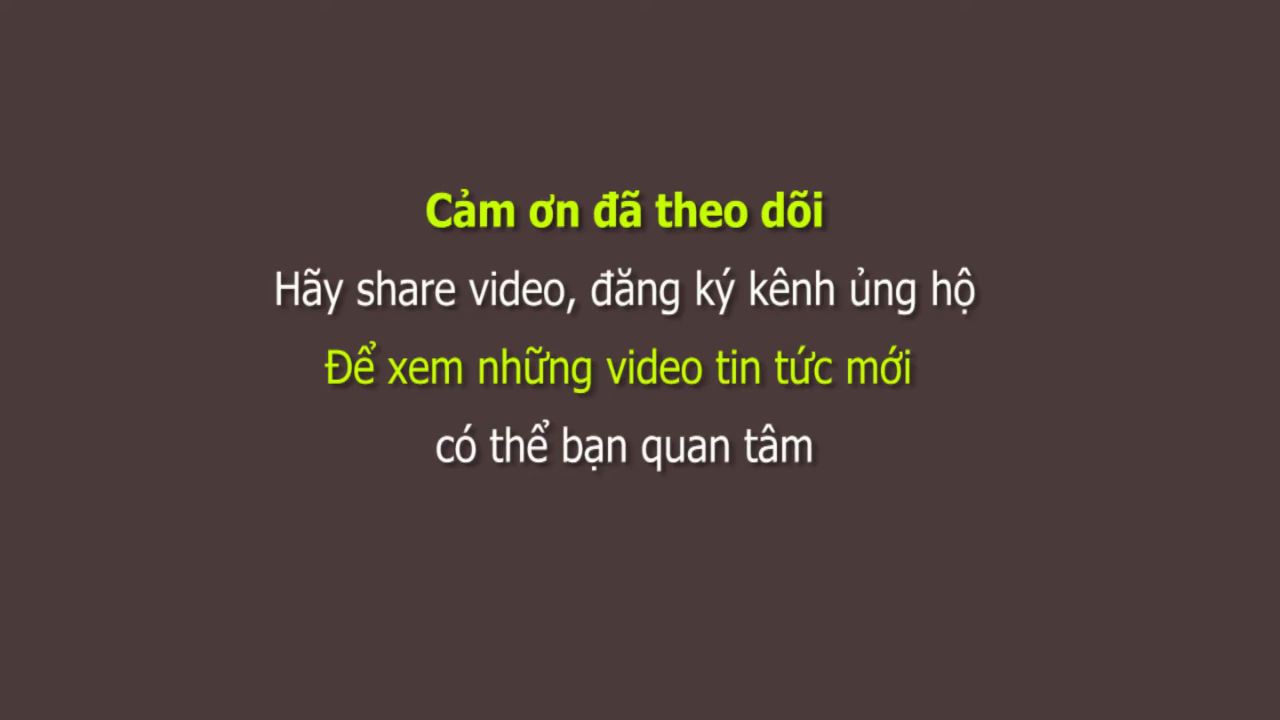 Cảm ơn đã theo dõi
Hãy share video, đăng ký kênh ủng hộ
Để xem những video tin tức mới
có thể bạn quan tâm